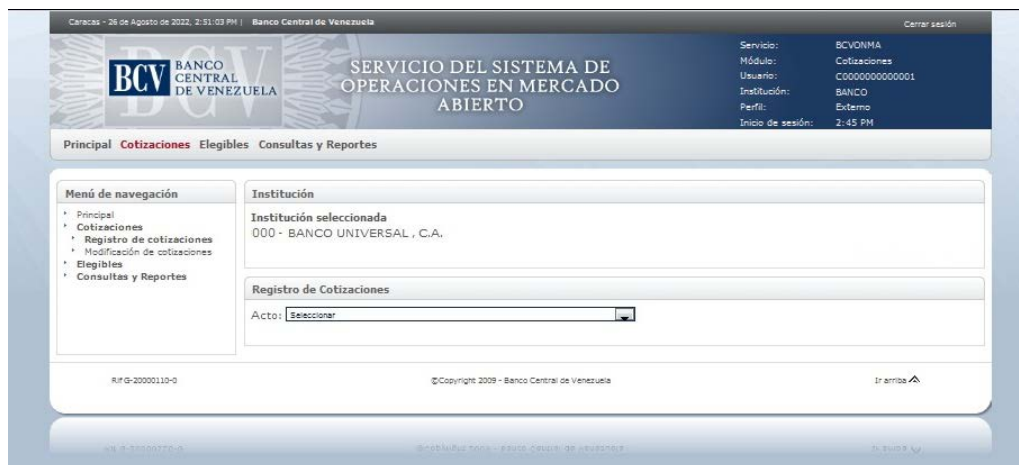 Caracas - 26 de Agosto de 2022, 2:51:03 PM | Banco Central de Venezuela
Cerrar sesión
BCV BANCO CENTRAL DE VENEZUELA
SERVICIO DEL SISTEMA DE
OPERACIONES EN MERCADO
ABIERTO
Servicio: BCVONMA
Módulo: Cotizaciones
Usuario: C0000000000001
Institución: BANCO
Perfil: Externo
Inicio de sesión: 2:45 PM
Principal Cotizaciones Elegibles Consultas y Reportes
Menú de navegación
Principal
Cotizaciones
Registro de cotizaciones
Modificación de cotizaciones
Elegibles
Consultas y Reportes
Institución
Institución seleccionada
000 - BANCO UNIVERSAL , C.A.
Registro de Cotizaciones
Acto: Seleccionar
Rif G-20000110-0
©Copyright 2009 - Banco Central de Venezuela
Ir arriba